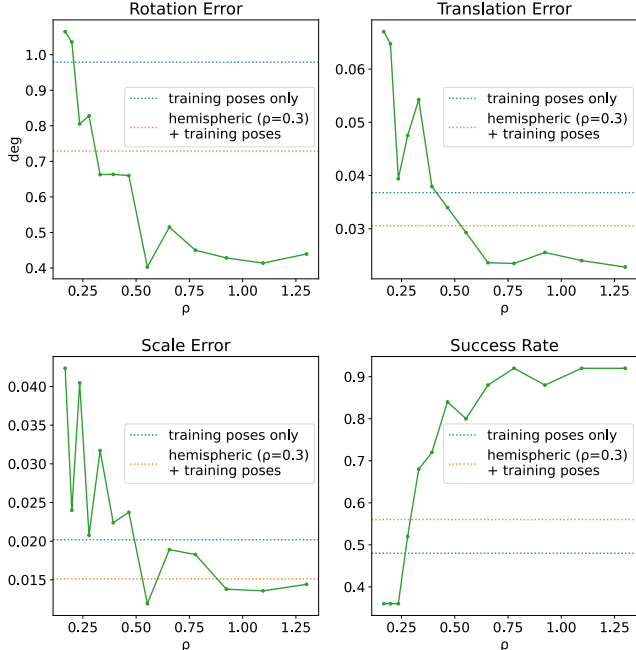 Rotation Error
deg
1.0
0.9
0.8
0.7
0.6
0.5
0.4
training poses only
hemispheric (ρ=0.3)
+ training poses
0.25 0.50 0.75 1.00 1.25
ρ
Translation Error
0.06
0.05
0.04
0.03
training poses only
hemispheric (ρ=0.3)
+ training poses
0.25 0.50 0.75 1.00 1.25
ρ
Scale Error
0.040
0.035
0.030
0.025
0.020
0.015
training poses only
hemispheric (ρ=0.3)
+ training poses
0.25 0.50 0.75 1.00 1.25
ρ
Success Rate
0.9
0.8
0.7
0.6
0.5
0.4
training poses only
hemispheric (ρ=0.3)
+ training poses
0.25 0.50 0.75 1.00 1.25
ρ